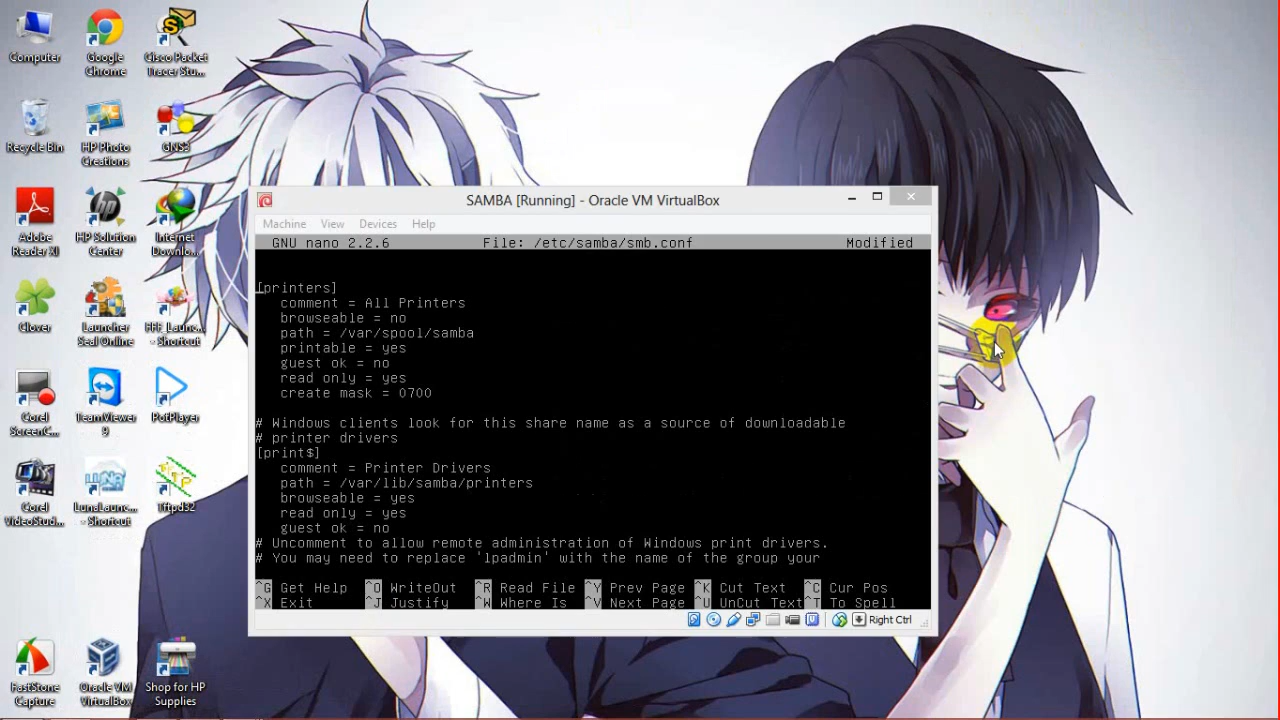 Computer
Google Chrome
Cisco Packet Tracer Stu...
Recycle Bin
HP Photo Creations
GNS3
Adobe Reader XI
HP Solution Center
Internet Downlo...
Clover
Launcher Seal Online
FFF_Launc... - Shortcut
Corel ScreenC...
TeamViewer 9
PotPlayer
Corel VideoStud...
LunaLaunc... - Shortcut
Tftpd32
FastStone Capture
Oracle VM VirtualBox
Shop for HP Supplies
SAMBA [Running] - Oracle VM VirtualBox
Machine View Devices Help
GNU nano 2.2.6 File: /etc/samba/smb.conf Modified
[printers]
comment = All Printers
browseable = no
path = /var/spool/samba
printable = yes
guest ok = no
read only = yes
create mask = 0700
# Windows clients look for this share name as a source of downloadable
# printer drivers
[print$]
comment = Printer Drivers
path = /var/lib/samba/printers
browseable = yes
read only = yes
guest ok = no
# Uncomment to allow remote administration of Windows print drivers.
# You may need to replace 'lpadmin' with the name of the group your
^G Get Help ^O WriteOut ^R Read File ^Y Prev Page ^K Cut Text ^C Cur Pos
^X Exit ^J Justify ^W Where Is ^V Next Page ^U UnCut Text ^T To Spell
Right Ctrl